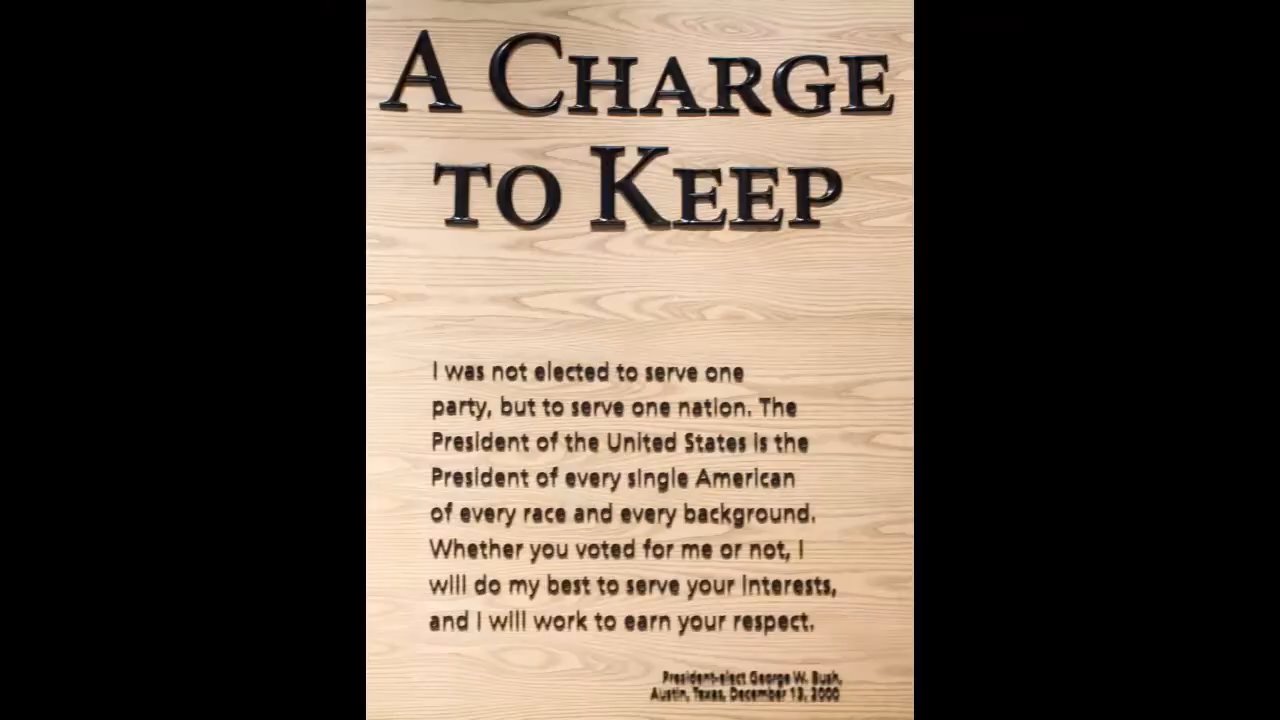 A CHARGE
TO KEEP
I was not elected to serve one
party, but to serve one nation. The
President of the United States is the
President of every single American
of every race and every background.
Whether you voted for me or not, I
will do my best to serve your interests,
and I will work to earn your respect.
President-elect George W. Bush,
Austin, Texas, December 13, 2000